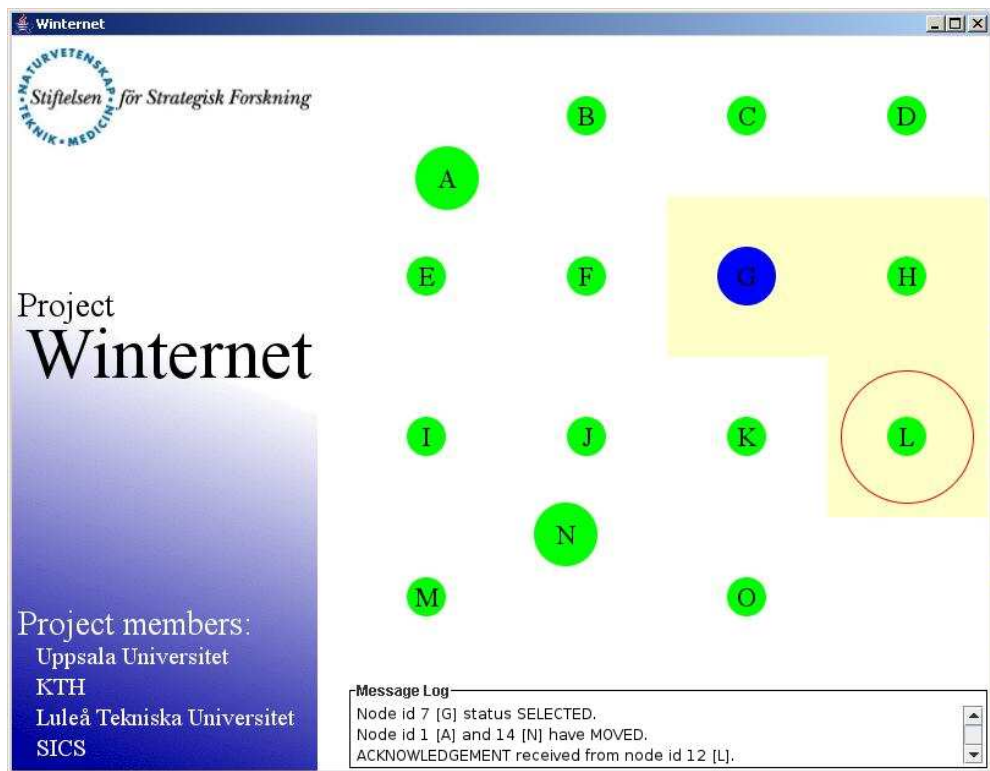 Winternet
NATURVETENSKAP • TEKNIK • MEDICIN •
Stiftelsen för Strategisk Forskning
B
C
D
A
E
F
G
H
Project
Winternet
I
J
K
L
N
M
O
Project members:
Uppsala Universitet
KTH
Luleå Tekniska Universitet
SICS
Message Log
Node id 7 [G] status SELECTED.
Node id 1 [A] and 14 [N] have MOVED.
ACKNOWLEDGEMENT received from node id 12 [L].